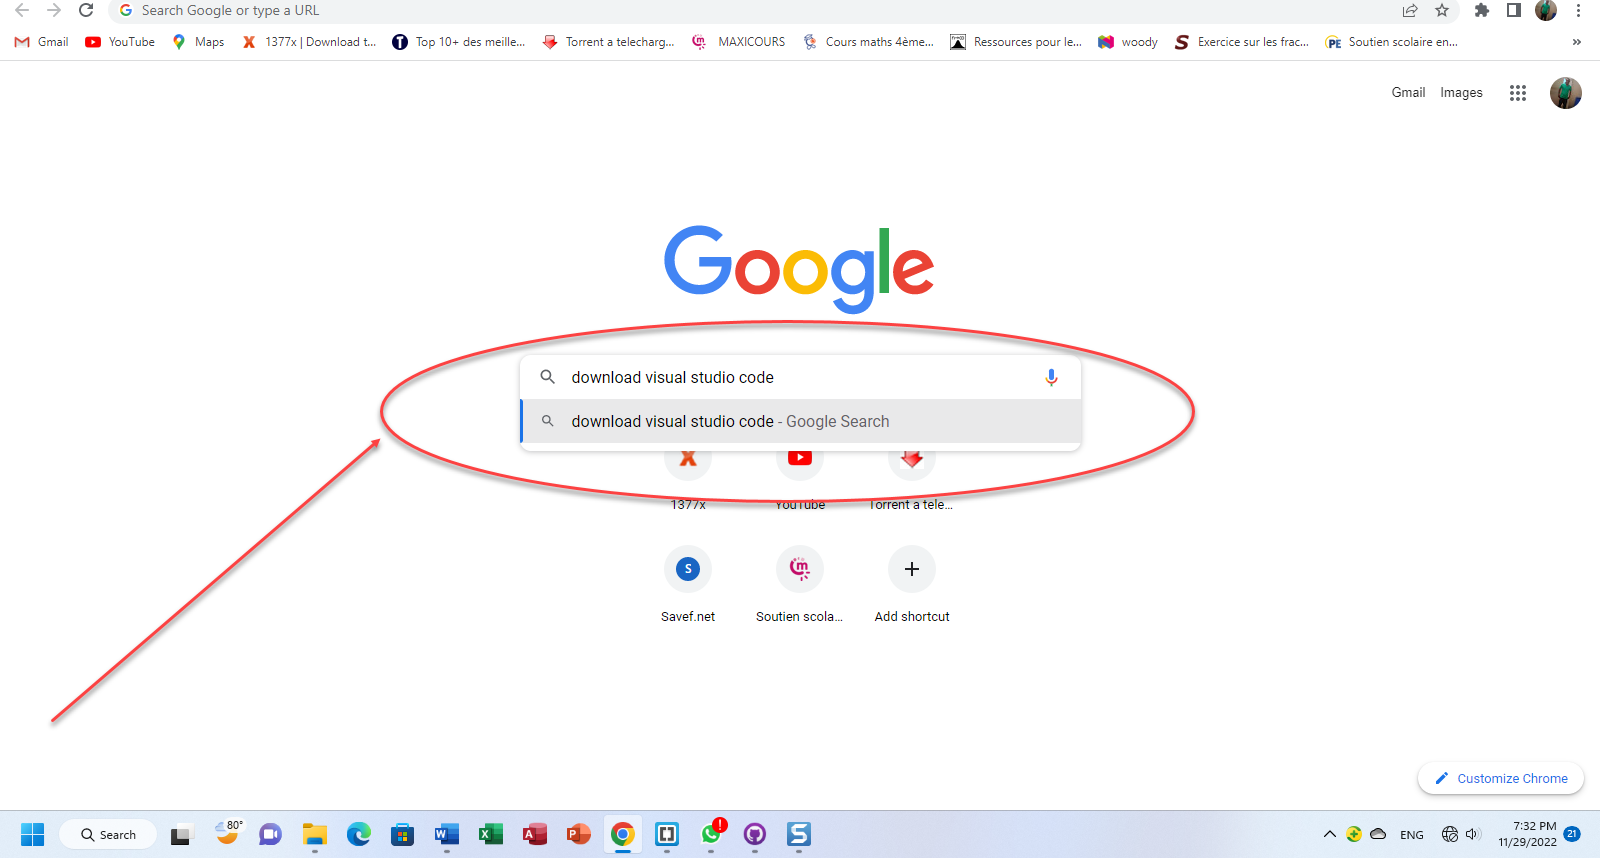 Search Google or type a URL
Gmail YouTube Maps 1377x | Download t... Top 10+ des meille... Torrent a telecharg... MAXICOURS Cours maths 4ème... Ressources pour le... woody Exercice sur les frac... Soutien scolaire en... »
Gmail Images
Google
download visual studio code
download visual studio code - Google Search
1377x YouTube Torrent a tele...
Savef.net Soutien scola... Add shortcut
Customize Chrome
Search 80° ENG 7:32 PM
11/29/2022 21